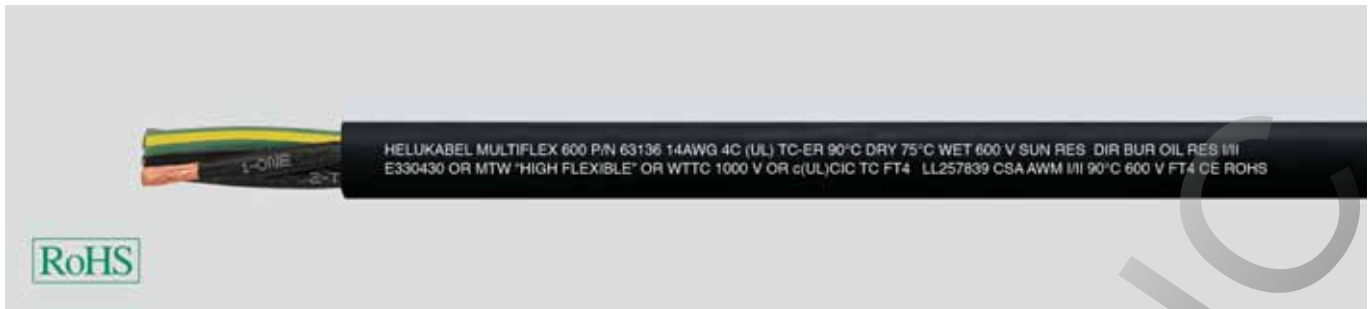 HELUKABEL MULTIFLEX 600 P/N 63136 14AWG 4C (UL) TC-ER 90°C DRY 75°C WET 600 V SUN RES DIR BUR OIL RES I/II
E330430 OR MTW "HIGH FLEXIBLE" OR WTTC 1000 V OR c(UL)CIC TC FT4 LL257839 CSA AWM I/II 90°C 600 V FT4 CE ROHS
1-ONE
RoHS